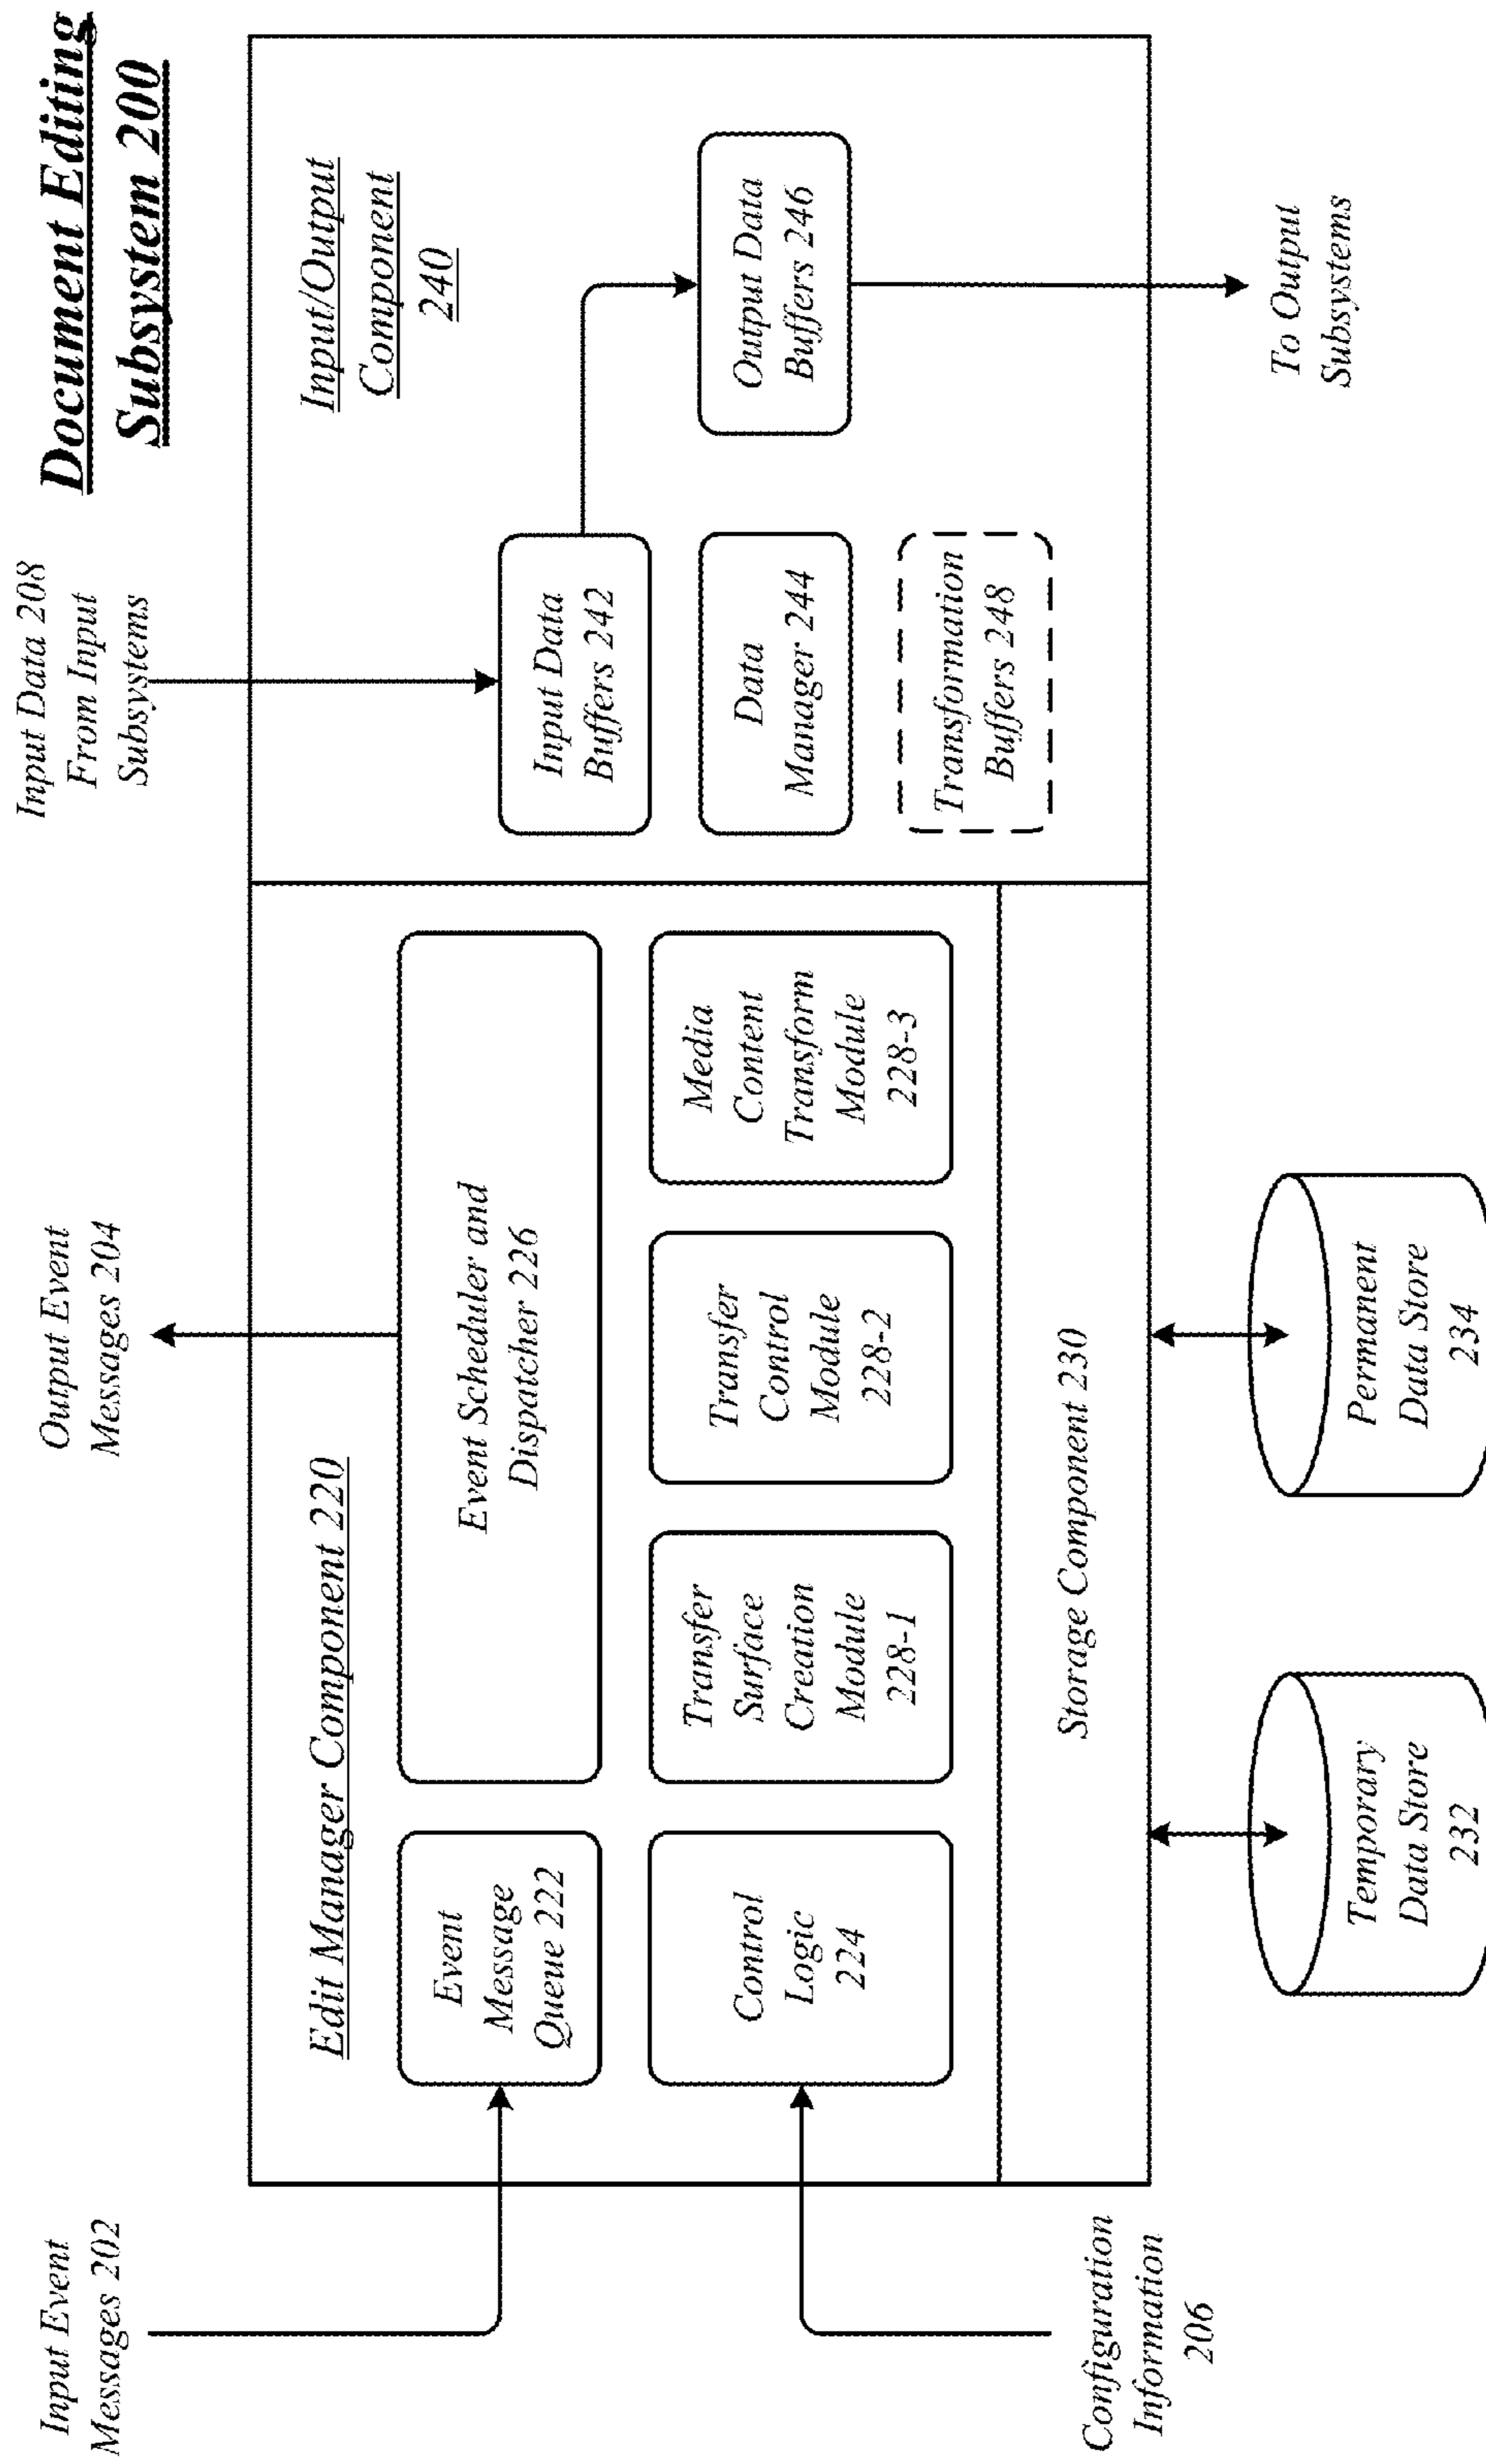 Document Editing
Subsystem 200
Input Event
Messages 202
Output Event
Messages 204
Input Data 208
From Input
Subsystems
Edit Manager Component 220
Event
Message
Queue 222
Event Scheduler and
Dispatcher 226
Control
Logic
224
Transfer
Surface
Creation
Module
228-1
Transfer
Control
Module
228-2
Media
Content
Transform
Module
228-3
Input/Output
Component
240
Input Data
Buffers 242
Data
Manager 244
Transformation
Buffers 248
Output Data
Buffers 246
Storage Component 230
Configuration
Information
206
Temporary
Data Store
232
Permanent
Data Store
234
To Output
Subsystems